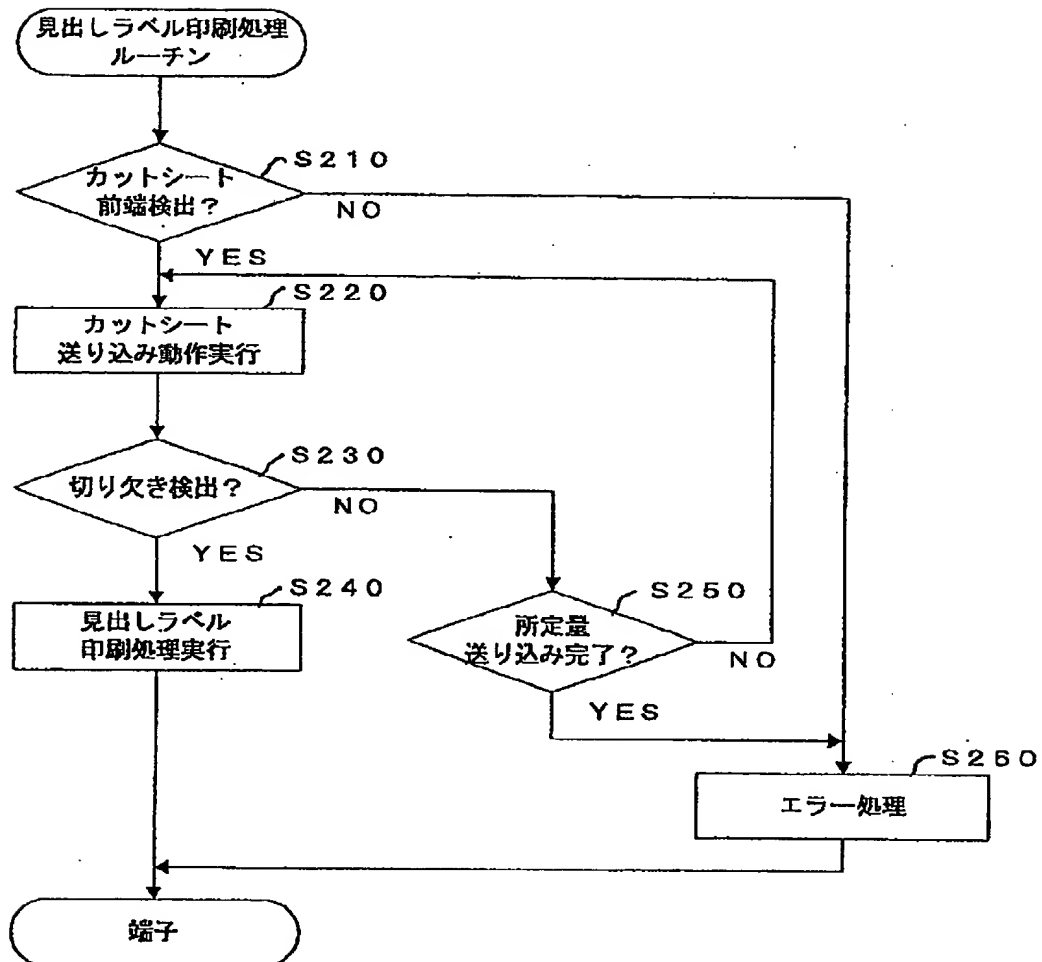 見出しラベル印刷処理
ルーチン
S210
カットシート
前端検出?
NO
YES
S220
カットシート
送り込み動作実行
S230
切り欠き検出?
NO
YES
S240
見出しラベル
印刷処理実行
S250
所定量
送り込み完了?
NO
YES
S260
エラー処理
端子